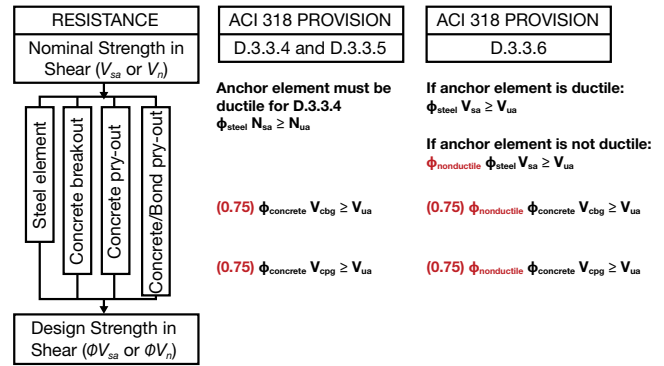 RESISTANCE
Nominal Strength in
Shear (Vsa or Vn)
Steel element
Concrete breakout
Concrete pry-out
Concrete/Bond pry-out
Design Strength in
Shear (ΦVsa or ΦVn)
ACI 318 PROVISION
D.3.3.4 and D.3.3.5
Anchor element must be
ductile for D.3.3.4
ϕsteel Nsa ≥ Nua
(0.75) ϕconcrete Vcbg ≥ Vua
(0.75) ϕconcrete Vcpg ≥ Vua
ACI 318 PROVISION
D.3.3.6
If anchor element is ductile:
ϕsteel Vsa ≥ Vua
If anchor element is not ductile:
ϕnonductile ϕsteel Vsa ≥ Vua
(0.75) ϕnonductile ϕconcrete Vcbg ≥ Vua
(0.75) ϕnonductile ϕconcrete Vcpg ≥ Vua